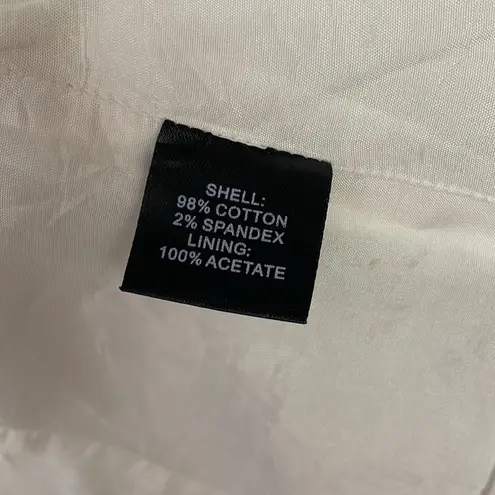 SHELL:
98% COTTON
2% SPANDEX
LINING:
100% ACETATE